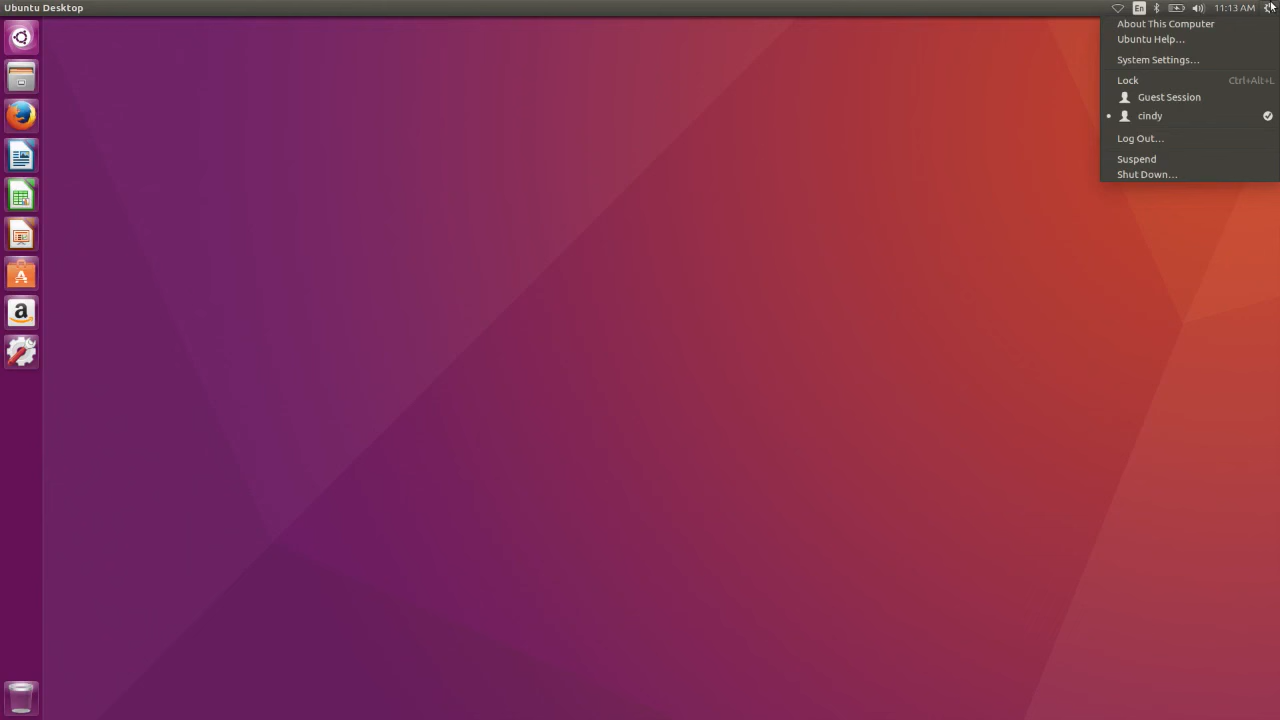 Ubuntu Desktop
En
11:13 AM
About This Computer
Ubuntu Help...
System Settings...
Lock Ctrl+Alt+L
Guest Session
cindy
Log Out...
Suspend
Shut Down...
A
a